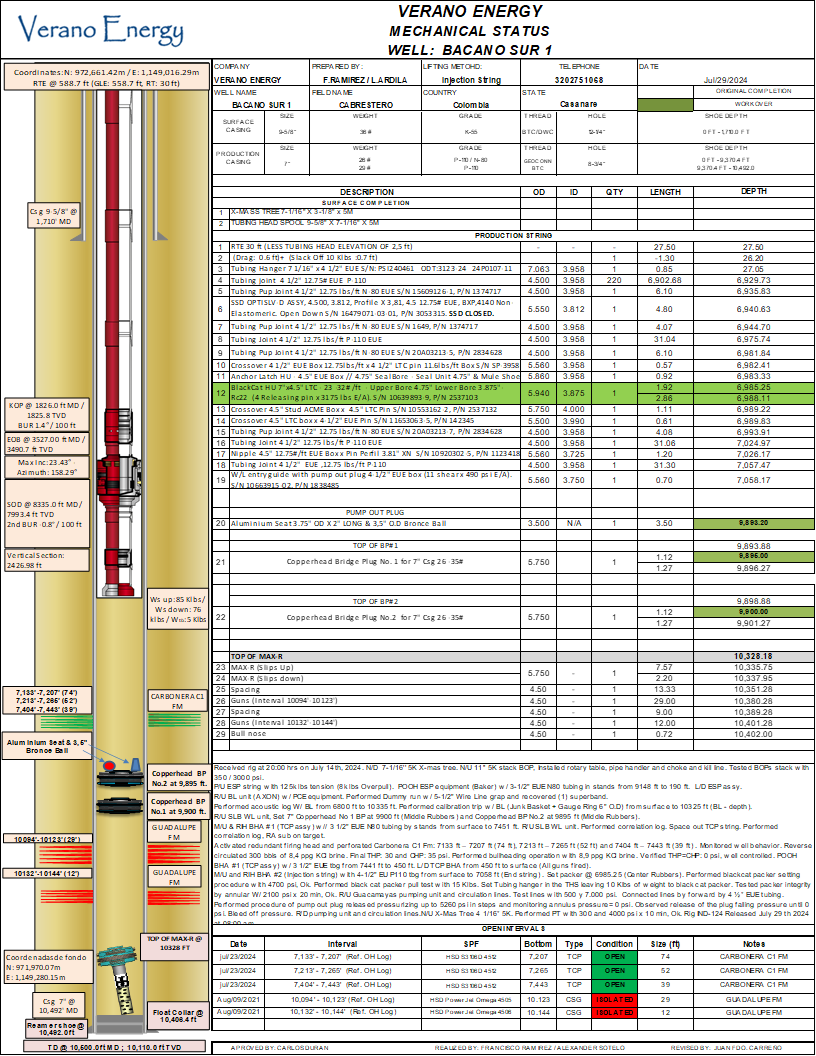 Verano Energy
VERANO ENERGY
MECHANICAL STATUS
WELL: BACANO SUR 1
Coordinates: N: 972,661.42m / E: 1,149,016.29m
RTE @ 588.7 ft (GLE: 558.7 ft, RT: 30 ft)
COMPANY PREPARED BY: LIFTING METOHD: TELEPHONE DATE
VERANO ENERGY F.RAMIREZ / L.ARDILA Injection String 3202751068 Jul/29/2024
WELL NAME FIELD NAME COUNTRY STATE ORIGINAL COMPLETION
BACANO SUR 1 CABRESTERO Colombia Casanare WORKOVER
SURFACE CASING SIZE WEIGHT GRADE THREAD HOLE SHOE DEPTH
9-5/8" 36 # K-55 BTC/DWC 12-1/4" 0 FT - 1,710.0 FT
PRODUCTION CASING SIZE WEIGHT GRADE THREAD HOLE SHOE DEPTH
7" 26 # P-110 / N-80 GEOCONN 8-3/4" 0 FT - 9,370.4 FT
29 # P-110 BTC 9,370.4 FT - 10,492.0
DESCRIPTION OD ID QTY LENGTH DEPTH
SURFACE COMPLETION
1 X-MASS TREE 7-1/16" X 3-1/8" x 5M
2 TUBING HEAD SPOOL 9-5/8" X 7-1/16" X 5M
PRODUCTION STRING
1 RTE 30 ft (LESS TUBING HEAD ELEVATION OF 2,5 ft) - - - 27.50 27.50
2 (Drag: 0.6 ft)+ (Slack Off 10 Klbs :0.7 ft) 1 -1.30 26.20
3 Tubing Hanger 7 1/16" x 4 1/2" EUE S/N: PSI240461 ODT:3123-24 24P0107-11 7.063 3.958 1 0.85 27.05
4 Tubing Joint 4 1/2" 12.75# EUE P-110 4.500 3.958 220 6,902.68 6,929.73
5 Tubing Pup Joint 4 1/2" 12.75 lbs/ft N-80 EUE S/N 15609126-1, P/N 1374717 4.500 3.958 1 6.10 6,935.83
6 SSD OPTISLV-D ASSY, 4.500, 3.812, Profile X 3,81, 4.5 12.75# EUE, BXP,4140 Non-
Elastomeric. Open Down S/N 16479071-03-01, P/N 3053315. SSD CLOSED. 5.550 3.812 1 4.80 6,940.63
7 Tubing Pup Joint 4 1/2" 12.75 lbs/ft N-80 EUE S/N 1649, P/N 1374717 4.500 3.958 1 4.07 6,944.70
8 Tubing Joint 4 1/2" 12.75 lbs/ft P-110 EUE 4.500 3.958 1 31.04 6,975.74
9 Tubing Pup Joint 4 1/2" 12.75 lbs/ft N-80 EUE S/N 20A03213-5, P/N 2834628 4.500 3.958 1 6.10 6,981.84
10 Crossover 4 1/2" EUE Box 12.75lbs/ft x 4 1/2" LTC pin 11.6lbs/ft Box S/N SP-3958 5.560 3.958 1 0.57 6,982.41
11 Anchor Latch HU - 4.5" EUE Box // 4.75" Seal Bore - Seal Unit 4.75" & Mule Shoe 5.860 3.958 1 0.92 6,983.33
12 BlackCat HU 7"x4.5" LTC - 23-32# /ft - Upper Bore 4.75" Lower Bore 3.875"
Rc22 (4 Releasing pin x3175 lbs E/A). S/N 10639893-9, P/N 2537103 5.940 3.875 1 1.92 6,985.25
2.86 6,988.11
13 Crossover 4.5" Stud ACME Box x 4.5" LTC Pin S/N 10553162-2, P/N 2537132 5.750 4.000 1 1.11 6,989.22
14 Crossover 4.5" LTC box x 4 1/2" EUE Pin S/N 11653063-5, P/N 142345 5.500 3.990 1 0.61 6,989.83
15 Tubing Pup Joint 4 1/2" 12.75 lbs/ft N-80 EUE S/N 20A03213-7, P/N 2834628 4.500 3.958 1 4.08 6,993.91
16 Tubing Joint 4 1/2" 12.75 lbs/ft P-110 EUE 4.500 3.958 1 31.06 7,024.97
17 Nipple 4.5" 12.75#/ft EUE Box x Pin Perfil 3.81" XN S/N 10920302-5, P/N 1123418 5.560 3.725 1 1.20 7,026.17
18 Tubing Joint 4 1/2" EUE ,12.75 lbs/ft P-110 4.500 3.958 1 31.30 7,057.47
19 W/L entry guide with pump out plug 4 1/2" EUE box (11 shear x 490 psi E/A).
S/N 10663915-02, P/N 1838485 5.560 3.750 1 0.70 7,058.17
PUMP OUT PLUG
20 Aluminium Seat 3.75" OD X 2" LONG & 3,5" O.D Bronce Ball 3.500 N/A 1 3.50 9,893.20
TOP OF BP#1 9,893.88
21 Copperhead Bridge Plug No. 1 for 7" Csg 26-35# 5.750 1 1.12 9,895.00
1.27 9,896.27
TOP OF BP#2 9,898.88
22 Copperhead Bridge Plug No.2 for 7" Csg 26-35# 5.750 1 1.12 9,900.00
1.27 9,901.27
TOP OF MAX-R 10,328.18
23 MAX-R (Slips Up) 5.750 - 1 7.57 10,335.75
24 MAX-R (Slips down) 2.20 10,337.95
25 Spacing 4.50 - 1 13.33 10,351.28
26 Guns (Interval 10094'-10123') 4.50 - 1 29.00 10,380.28
27 Spacing 4.50 - 1 9.00 10,389.28
28 Guns (Interval 10132'-10144') 4.50 - 1 12.00 10,401.28
29 Bull nose 4.50 - 1 0.72 10,402.00
Csg 9-5/8" @
1,710' MD
KOP @ 1826.0 ft MD /
1825.8 TVD
BUR 1.4°/ 100 ft
EOB @ 3527.00 ft MD /
3490.7 ft TVD
Max Inc: 23.43° -
Azimuth: 158.29°
SOD @ 8335.0 ft MD /
7993.4 ft TVD
2nd BUR -0.8°/ 100 ft
Vertical Section:
2426.98 ft
Ws up: 85 Klbs/
Ws down: 76
klbs / WTB: 5 Klbs
7,133'-7,207' (74')
7,213'-7,265' (52')
7,404'-7,443' (39')
CARBONERA C1
FM
Aluminium Seat & 3,5"
Bronce Ball
Copperhead BP
No.2 at 9,895 ft.
Copperhead BP
No.1 at 9,900 ft.
GUADALUPE
FM
10094'-10123' (29')
10132'-10144' (12')
GUADALUPE
FM
TOP OF MAX-R @
10328 FT
Coordenadas de fondo
N: 971,970.07m
E: 1,149,280.15m
Csg 7" @
10,492' MD
Reamer shoe @
10,492.0 ft
Float Collar @
10,406.4 ft
TD @ 10,500.0 ft MD ; 10,110.0 ft TVD
Received rig at 20:00 hrs on July 14th, 2024. N/D 7-1/16" 5K X-mas tree. N/U 11" 5K stack BOP, Installed rotary table, pipe handler and choke and kill line. Tested BOPs stack with
350 / 3000 psi.
P/U ESP string with 125 klbs tension (8 klbs Overpull). POOH ESP equipment (Baker) w/ 3-1/2" EUE N80 tubing in stands from 9148 ft to 150 ft. L/D ESP assy.
R/U BL unit (AXON) w/ PCE equipment. Performed Dummy run w/ 5-1/2" Wire Line grap and recovered (1) superband.
Performed acoustic log W/ BL from 6800 ft to 10335 ft. Performed calibration trip w/ BL (Junk Basket + Gauge Ring 6" O.D) from surface to 10325 ft (BL - depth).
R/U SLB WL unit. Set 7" Copperhead No 1 BP at 9900 ft (Middle Rubbers) and Copperhead BP No.2 at 9895 ft (Middle Rubbers).
M/U & RIH BHA # 1 (TCP assy) w// 3 1/2" EUE N80 tubing by stands from surface to 7451 ft. R/U SLB WL unit. Performed correlation log. Space out TCP string. Performed
correlation log, RA sub on target.
Activated redundant firing head and perforated Carbonera C1 Fm: 7133 ft – 7207 ft (74 ft), 7213 ft - 7265 ft (52 ft) and 7404 ft – 7443 ft (39 ft). Monitored well behavior. Reverse
circulated 300 bbls of 8,4 ppg KCL brine. Final THP: 30 and CHP: 35 psi. Performed bullheading operation with 8,9 ppg KCL brine. Verified THP=CHP: 0 psi, well controlled. POOH
BHA #1 (TCP assy) w/ 3 1/2" EUE tbg from 7441 ft to 450 ft. L/D TCP BHA from 450 ft to surface (All guns fired).
M/U and RIH BHA #2 (Injection string) with 4-1/2" EU P110 tbg from surface to 7058 ft (End string). Set packer @ 6985.25 (Center Rubbers). Performed blackcat packer setting
procedure with 4700 psi, Ok. Performed black cat packer pull test with 15 Klbs. Set Tubing hanger in the THS leaving 10 Klbs of weight to black cat packer. Tested packer integrity
by annular W/ 2105 psi x 20 min, Ok. R/U Guacamayas pumping unit and circulation lines. Test lines with 500 y 7.000 psi. Connected bullheading lines by pump by 4 ½" EUE tubing.
Performed procedure of pump out plug released pressurizing up to 5260 psi in steps and monitoring annulus pressure= 0 psi. Observed release of the plug falling pressure until 0
psi. Bleed off pressure. R/D pumping unit and circulation lines.N/U X-Mas Tree 4 1/16" 5K. Performed PT with 300 and 4000 psi x 10 min, Ok. Rig IND-124 Released July 29 th 2024
OPEN INTERVALS
Date Interval SPF Bottom Type Condition Size (ft) Notes
jul/23/2024 7,133' - 7,207' (Ref. OH Log) 7,207 TCP OPEN 74 CARBONERA C1 FM
jul/23/2024 7,213' - 7,265' (Ref. OH Log) 7,265 TCP OPEN 52 CARBONERA C1 FM
jul/23/2024 7,404' - 7,443' (Ref. OH Log) 7,443 TCP OPEN 39 CARBONERA C1 FM
Aug/09/2021 10,094' - 10,123' (Ref. OH Log) HSD Power Jet Omega 4505 10.123 CSG ISOLATED 29 GUADALUPE FM
Aug/09/2021 10,132' - 10,144' (Ref. OH Log) HSD Power Jet Omega 4506 10.144 CSG ISOLATED 12 GUADALUPE FM
APROVED BY: CARLOS DURAN REALIZED BY: FRANCISCO RAMIREZ / ALEXANDER SOTELO REVISED BY: JUAN FDO. CARREÑO